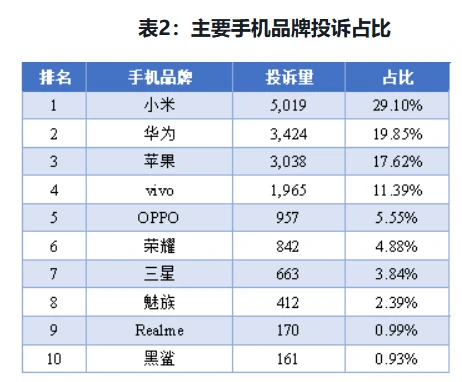 表2：主要手机品牌投诉占比
排名 手机品牌 投诉量 占比
1 小米 5,019 29.10%
2 华为 3,424 19.85%
3 苹果 3,038 17.62%
4 vivo 1,965 11.39%
5 OPPO 957 5.55%
6 荣耀 842 4.88%
7 三星 663 3.84%
8 魅族 412 2.39%
9 Realme 170 0.99%
10 黑鲨 161 0.93%